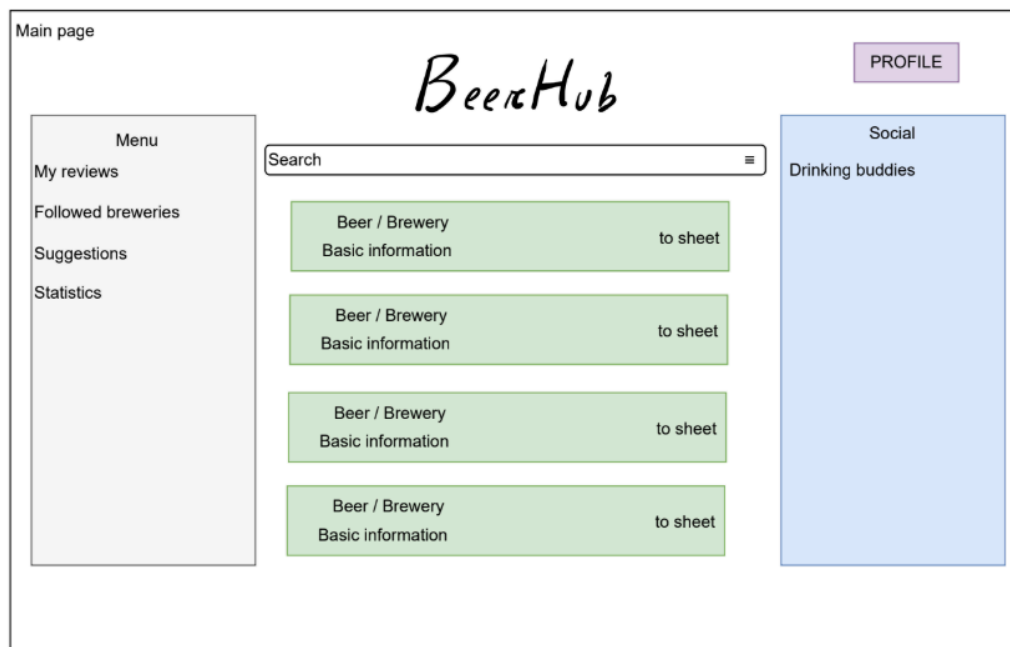 Main page
BeerHub
PROFILE
Menu
My reviews
Followed breweries
Suggestions
Statistics
Search ≡
Beer / Brewery
Basic information
to sheet
Beer / Brewery
Basic information
to sheet
Beer / Brewery
Basic information
to sheet
Beer / Brewery
Basic information
to sheet
Social
Drinking buddies